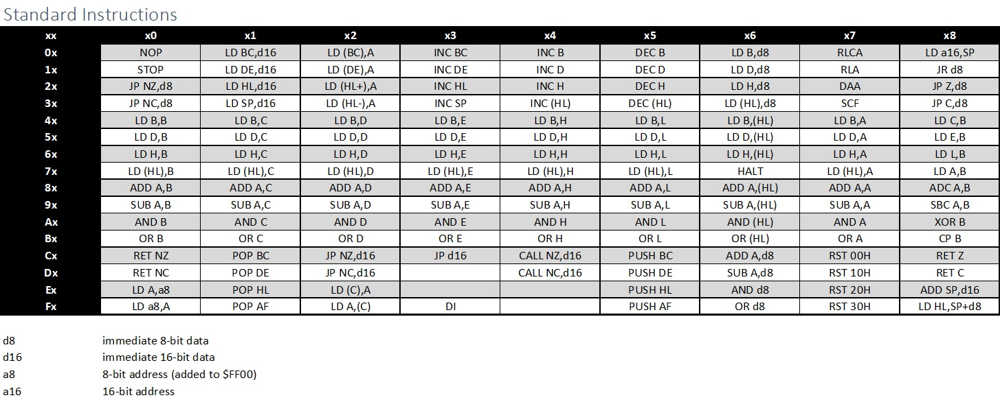 Standard Instructions
xx x0 x1 x2 x3 x4 x5 x6 x7 x8
0x NOP LD BC,d16 LD (BC),A INC BC INC B DEC B LD B,d8 RLCA LD a16,SP
1x STOP LD DE,d16 LD (DE),A INC DE INC D DEC D LD D,d8 RLA JR d8
2x JP NZ,d8 LD HL,d16 LD (HL+),A INC HL INC H DEC H LD H,d8 DAA JP Z,d8
3x JP NC,d8 LD SP,d16 LD (HL-),A INC SP INC (HL) DEC (HL) LD (HL),d8 SCF JP C,d8
4x LD B,B LD B,C LD B,D LD B,E LD B,H LD B,L LD B,(HL) LD B,A LD C,B
5x LD D,B LD D,C LD D,D LD D,E LD D,H LD D,L LD D,(HL) LD D,A LD E,B
6x LD H,B LD H,C LD H,D LD H,E LD H,H LD H,L LD H,(HL) LD H,A LD L,B
7x LD (HL),B LD (HL),C LD (HL),D LD (HL),E LD (HL),H LD (HL),L HALT LD (HL),A LD A,B
8x ADD A,B ADD A,C ADD A,D ADD A,E ADD A,H ADD A,L ADD A,(HL) ADD A,A ADC A,B
9x SUB A,B SUB A,C SUB A,D SUB A,E SUB A,H SUB A,L SUB A,(HL) SUB A,A SBC A,B
Ax AND B AND C AND D AND E AND H AND L AND (HL) AND A XOR B
Bx OR B OR C OR D OR E OR H OR L OR (HL) OR A CP B
Cx RET NZ POP BC JP NZ,d16 JP d16 CALL NZ,d16 PUSH BC ADD A,d8 RST 00H RET Z
Dx RET NC POP DE JP NC,d16 CALL NC,d16 PUSH DE SUB A,d8 RST 10H RET C
Ex LD A,a8 POP HL LD (C),A PUSH HL AND d8 RST 20H ADD SP,d16
Fx LD a8,A POP AF LD A,(C) DI PUSH AF OR d8 RST 30H LD HL,SP+d8
d8 immediate 8-bit data
d16 immediate 16-bit data
a8 8-bit address (added to $FF00)
a16 16-bit address